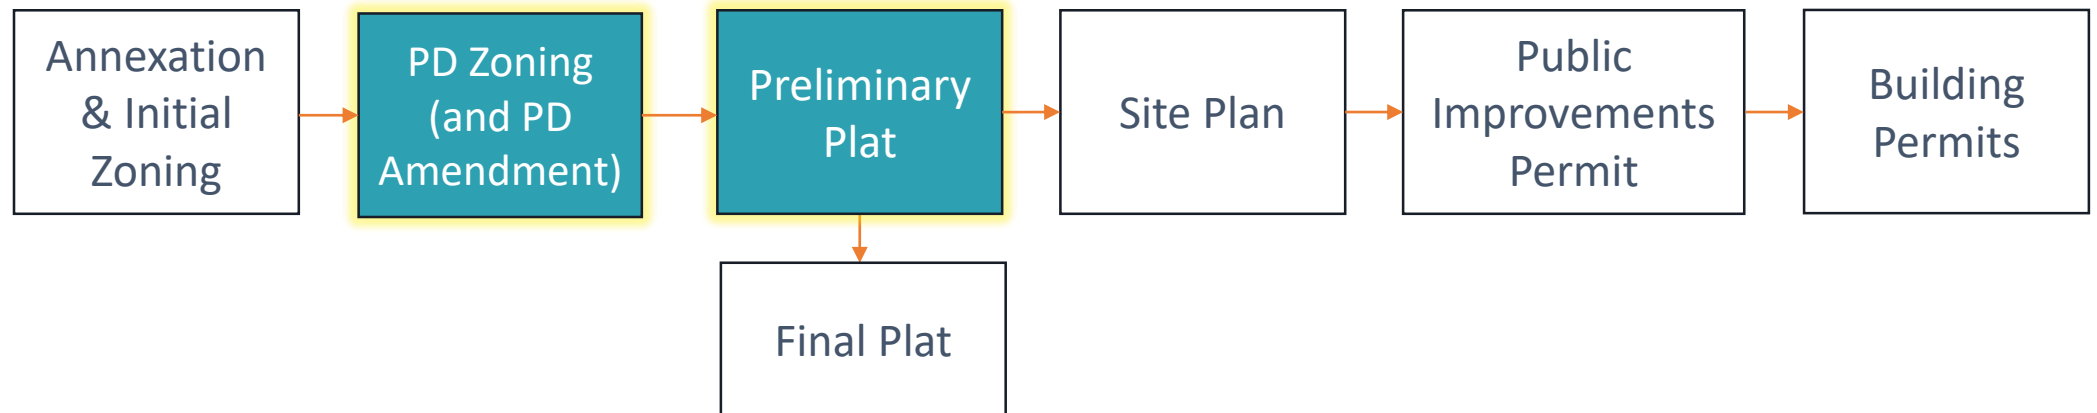 Annexation
& Initial
Zoning
PD Zoning
(and PD
Amendment)
Preliminary
Plat
Site Plan
Public
Improvements
Permit
Building
Permits
Final Plat